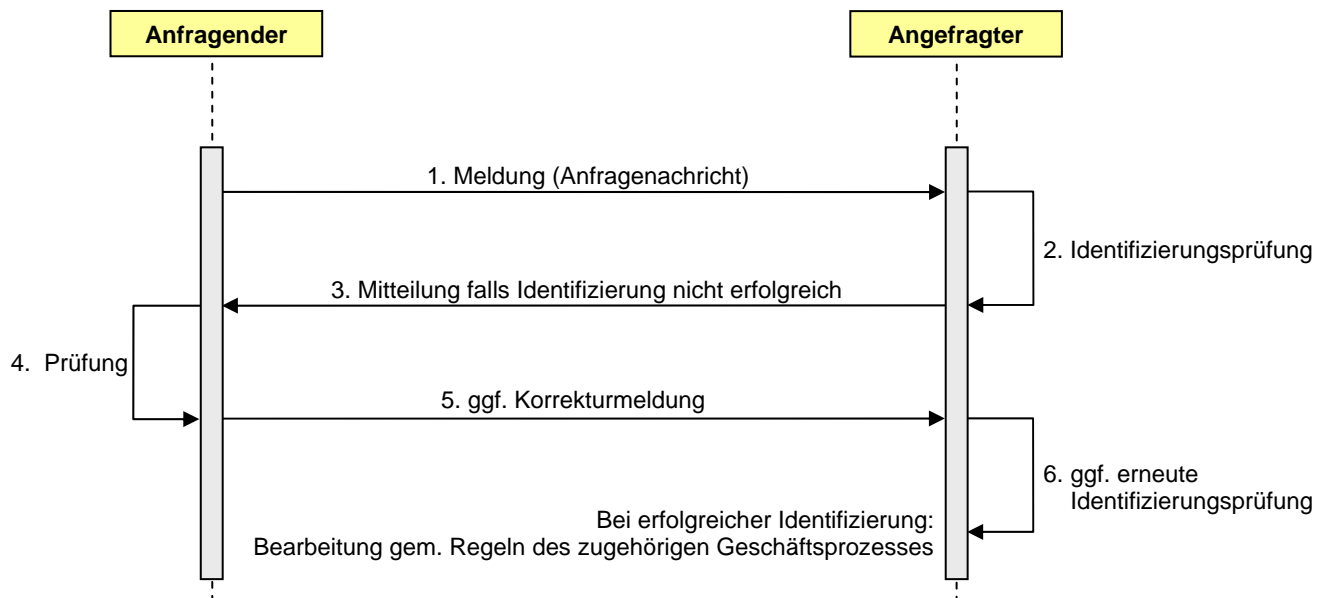 Anfragender
Angefragter
1. Meldung (Anfragenachricht)
2. Identifizierungsprüfung
3. Mitteilung falls Identifizierung nicht erfolgreich
4. Prüfung
5. ggf. Korrekturmeldung
6. ggf. erneute
Identifizierungsprüfung
Bei erfolgreicher Identifizierung:
Bearbeitung gem. Regeln des zugehörigen Geschäftsprozesses